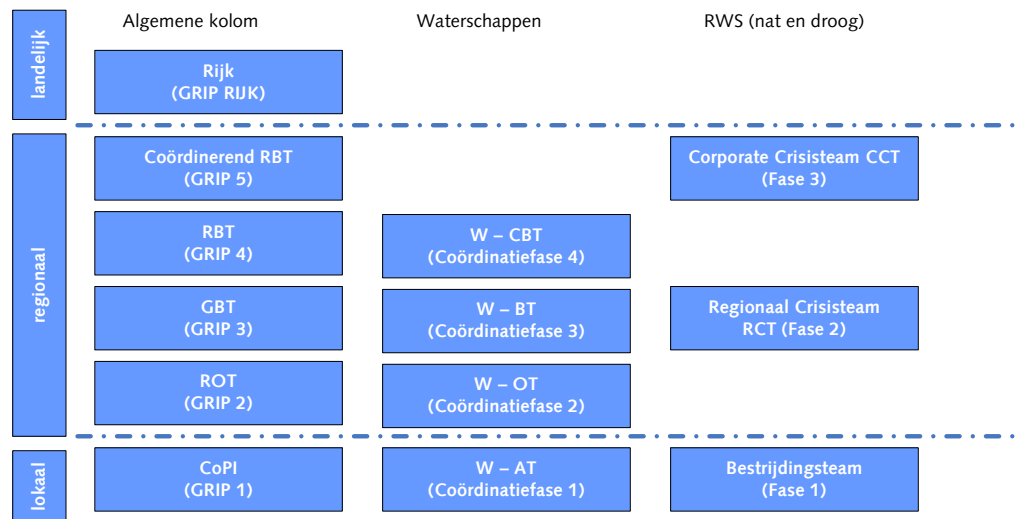 Algemene kolom
Waterschappen
RWS (nat en droog)
landelijk
Rijk
(GRIP RIJK)
regionaal
Coördinerend RBT
(GRIP 5)
Corporate Crisisteam CCT
(Fase 3)
RBT
(GRIP 4)
W – CBT
(Coördinatiefase 4)
GBT
(GRIP 3)
W – BT
(Coördinatiefase 3)
Regionaal Crisisteam
RCT (Fase 2)
ROT
(GRIP 2)
W – OT
(Coördinatiefase 2)
lokaal
CoPI
(GRIP 1)
W – AT
(Coördinatiefase 1)
Bestrijdingsteam
(Fase 1)